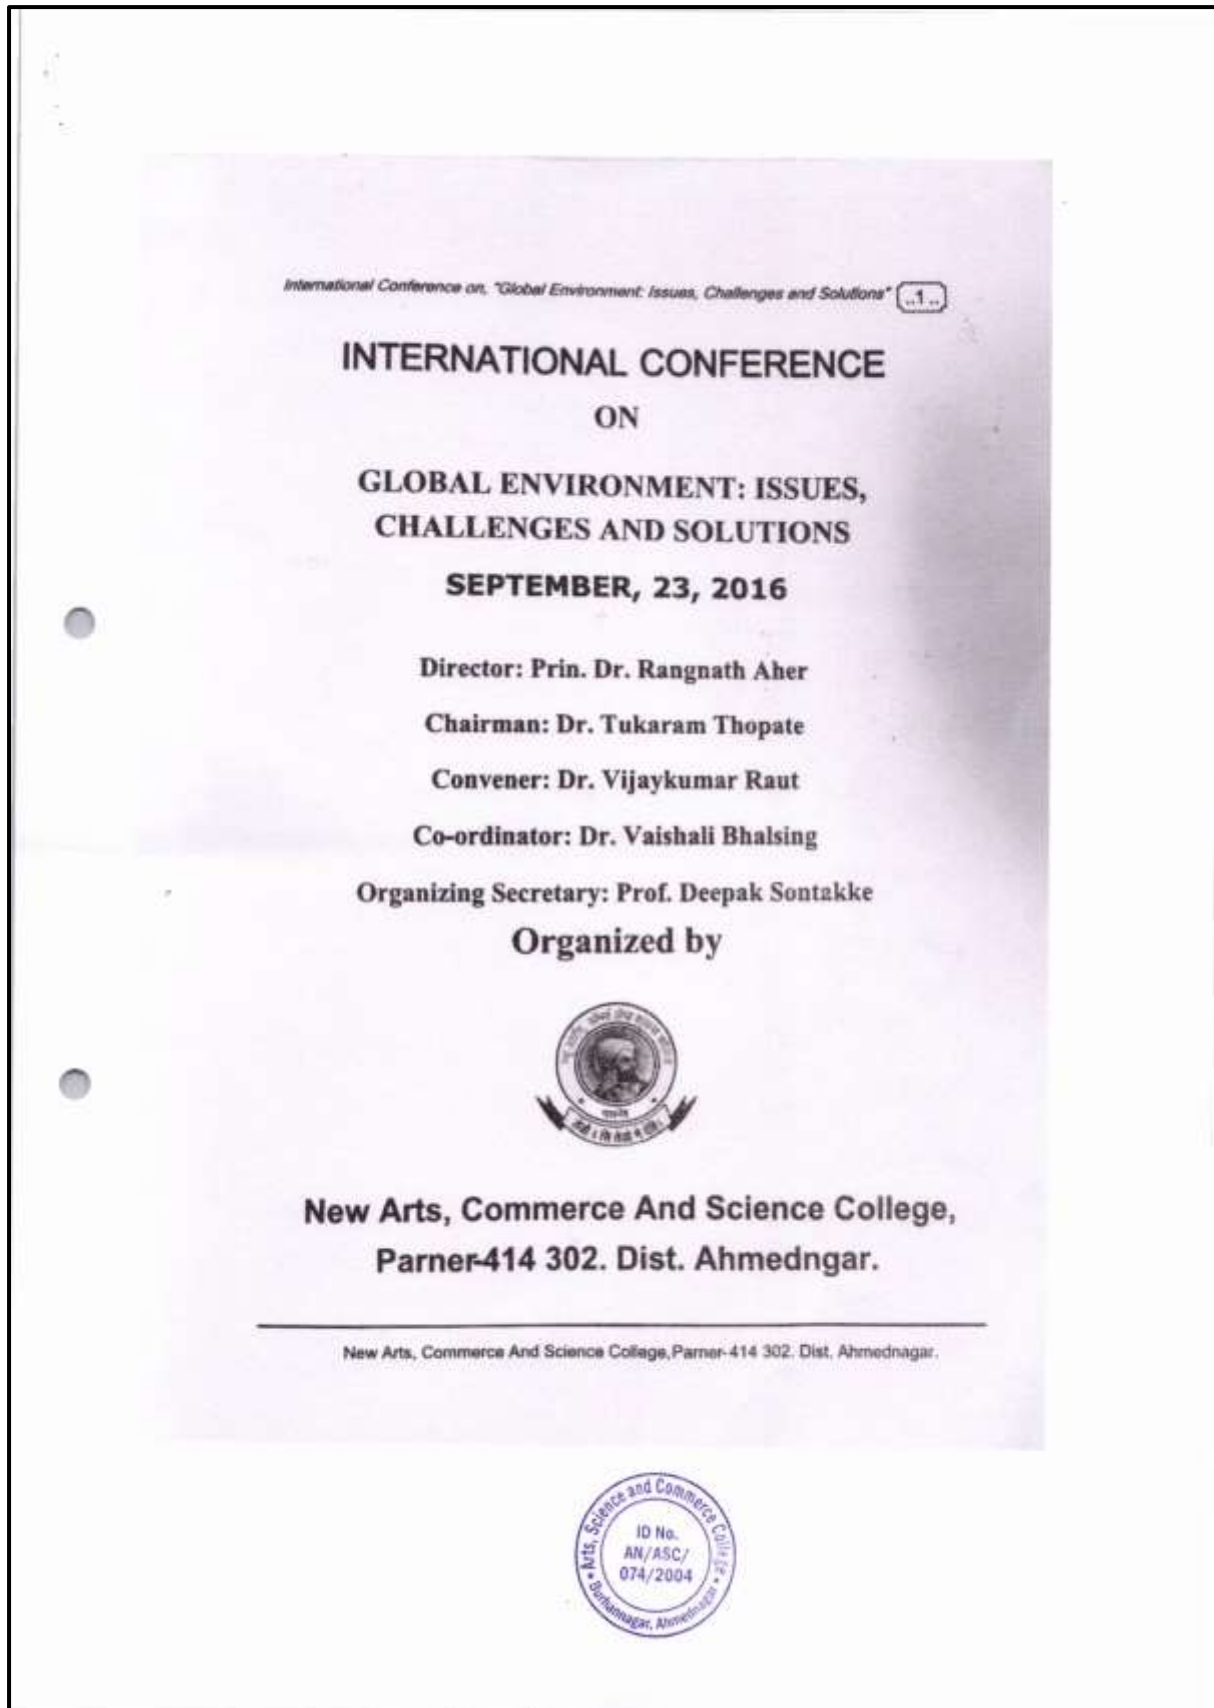 International Conference on, "Global Environment: Issues, Challenges and Solutions" ..1..
INTERNATIONAL CONFERENCE
ON
GLOBAL ENVIRONMENT: ISSUES,
CHALLENGES AND SOLUTIONS
SEPTEMBER, 23, 2016
Director: Prin. Dr. Rangnath Aher
Chairman: Dr. Tukaram Thopate
Convener: Dr. Vijaykumar Raut
Co-ordinator: Dr. Vaishali Bhalsing
Organizing Secretary: Prof. Deepak Sontakke
Organized by
पारनेर
New Arts, Commerce And Science College,
Parner-414 302. Dist. Ahmedngar.
New Arts, Commerce And Science College,Parner-414 302. Dist. Ahmednagar.
Arts, Science and Commerce College
ID No.
AN/ASC/
074/2004
Burhannagar, Ahmednagar